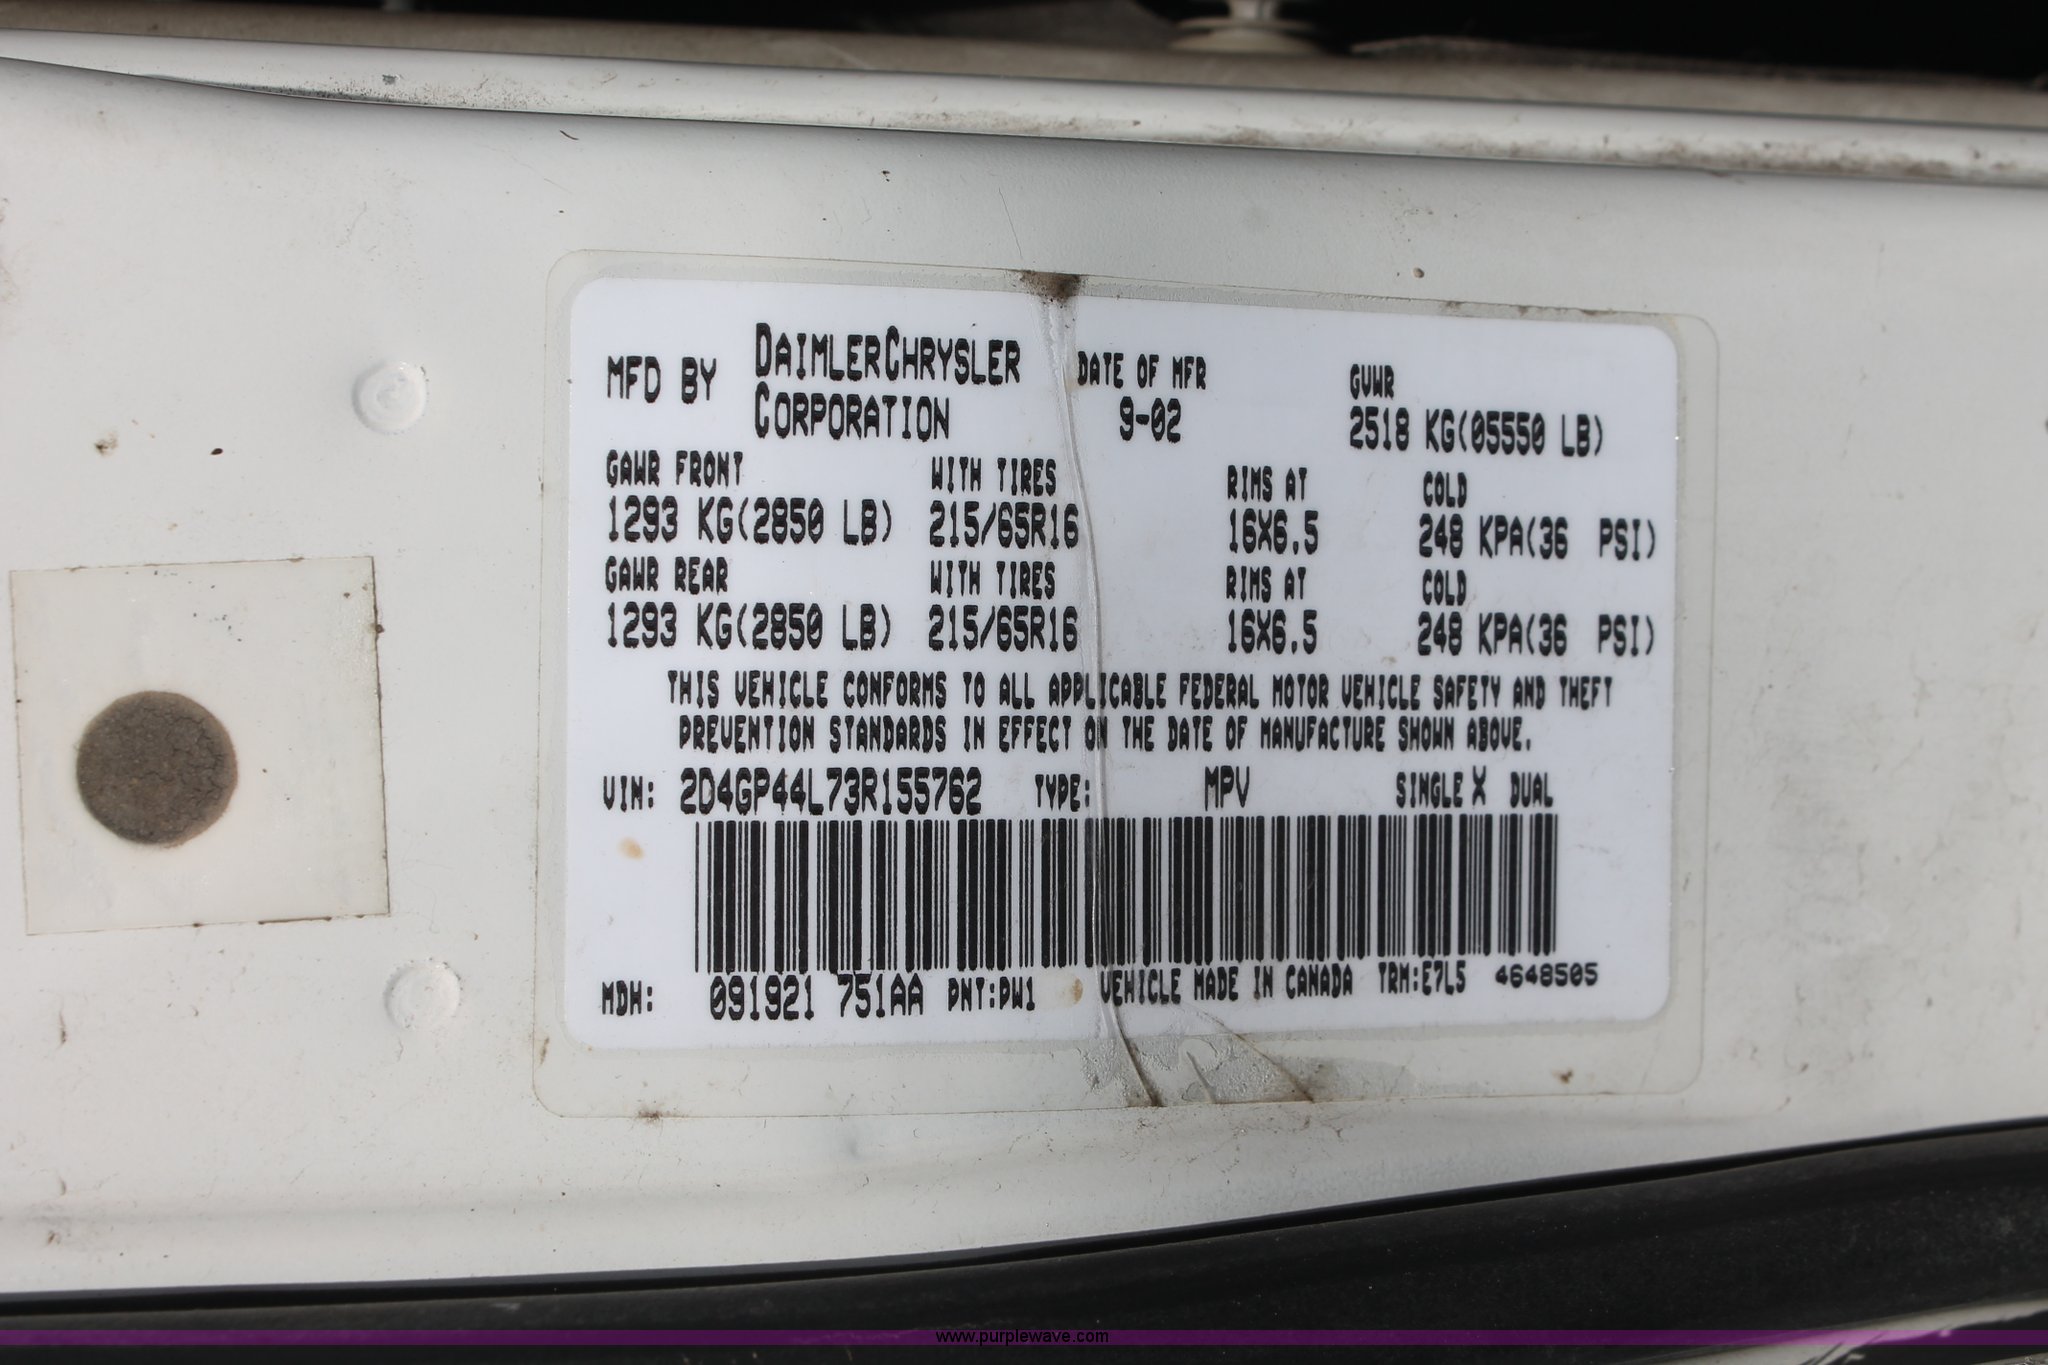 MFD BY DAIMLERCHRYSLER CORPORATION
DATE OF MFR
9-02
GVWR
2518 KG(05550 LB)
GAWR FRONT WITH TIRES RIMS AT COLD
1293 KG(2850 LB) 215/65R16 16X6.5 248 KPA(36 PSI)
GAWR REAR WITH TIRES RIMS AT COLD
1293 KG(2850 LB) 215/65R16 16X6.5 248 KPA(36 PSI)
THIS VEHICLE CONFORMS TO ALL APPLICABLE FEDERAL MOTOR VEHICLE SAFETY AND THEFT
PREVENTION STANDARDS IN EFFECT ON THE DATE OF MANUFACTURE SHOWN ABOVE.
VIN: 2D4GP44L73R155762 TYPE: MPV SINGLE X DUAL
MDH: 091921 751AA PNT:PW1 VEHICLE MADE IN CANADA TRM:E7L5 4648505
www.purplewave.com